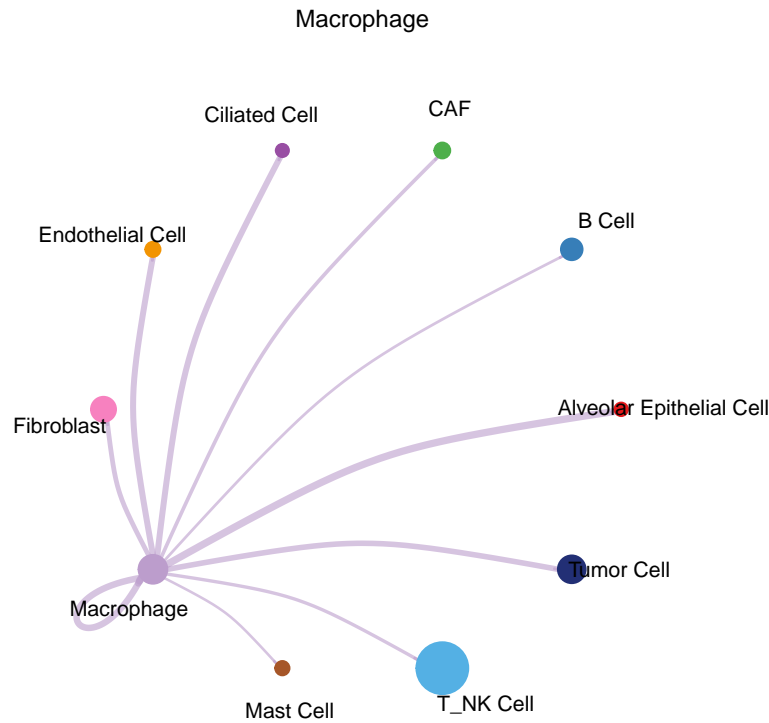 Macrophage
CAF
Ciliated Cell
B Cell
Endothelial Cell
Alveolar Epithelial Cell
Fibroblast
Tumor Cell
Macrophage
T_NK Cell
Mast Cell